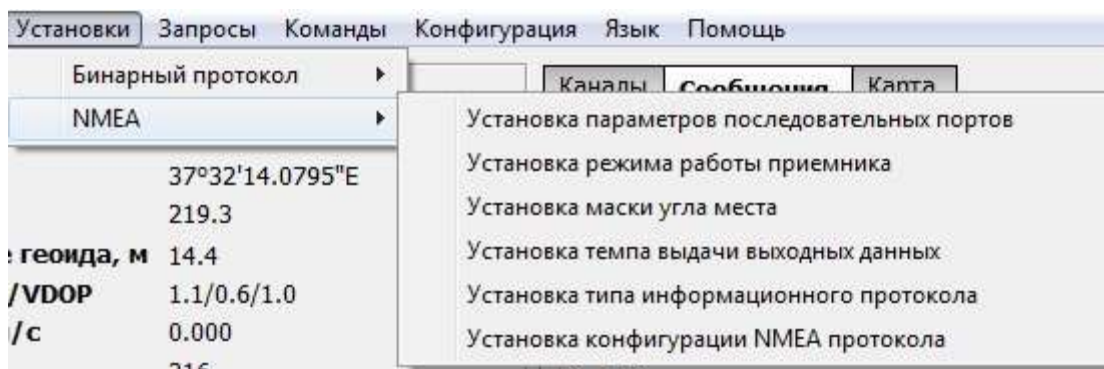 Установки Запросы Команды Конфигурация Язык Помощь
Бинарный протокол
Каналы Сообщения Карта
NMEA
Установка параметров последовательных портов
Установка режима работы приемника
37º32'14.0795"E
Установка маски угла места
219.3
Установка темпа выдачи выходных данных
геоида, м 14.4
Установка типа информационного протокола
/VDOP 1.1/0.6/1.0
Установка конфигурации NMEA протокола
/с 0.000